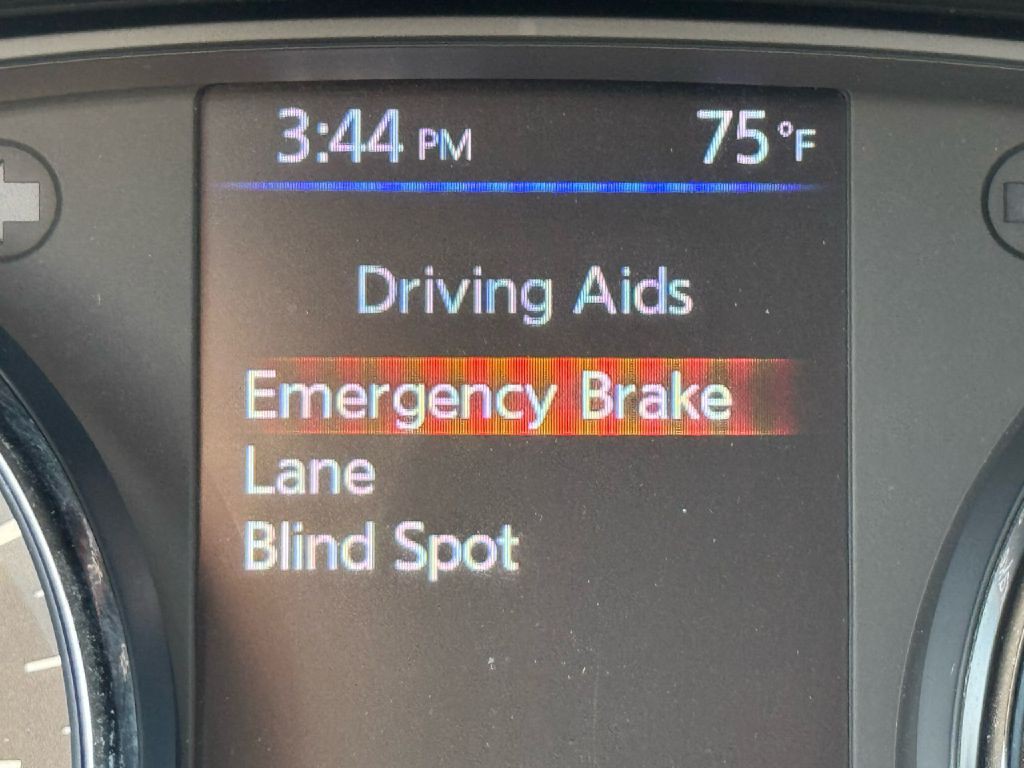 3:44 PM 75°F
Driving Aids
Emergency Brake
Lane
Blind Spot